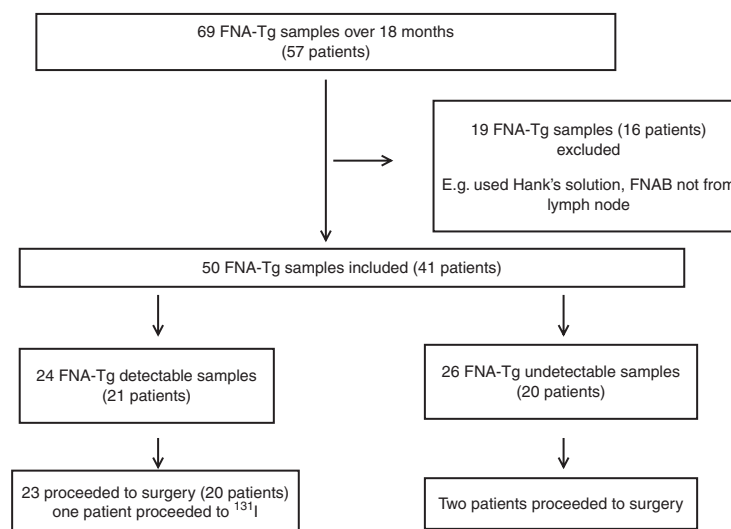 69 FNA-Tg samples over 18 months
(57 patients)
19 FNA-Tg samples (16 patients)
excluded
E.g. used Hank's solution, FNAB not from
lymph node
50 FNA-Tg samples included (41 patients)
24 FNA-Tg detectable samples
(21 patients)
26 FNA-Tg undetectable samples
(20 patients)
23 proceeded to surgery (20 patients)
one patient proceeded to ¹³¹I
Two patients proceeded to surgery